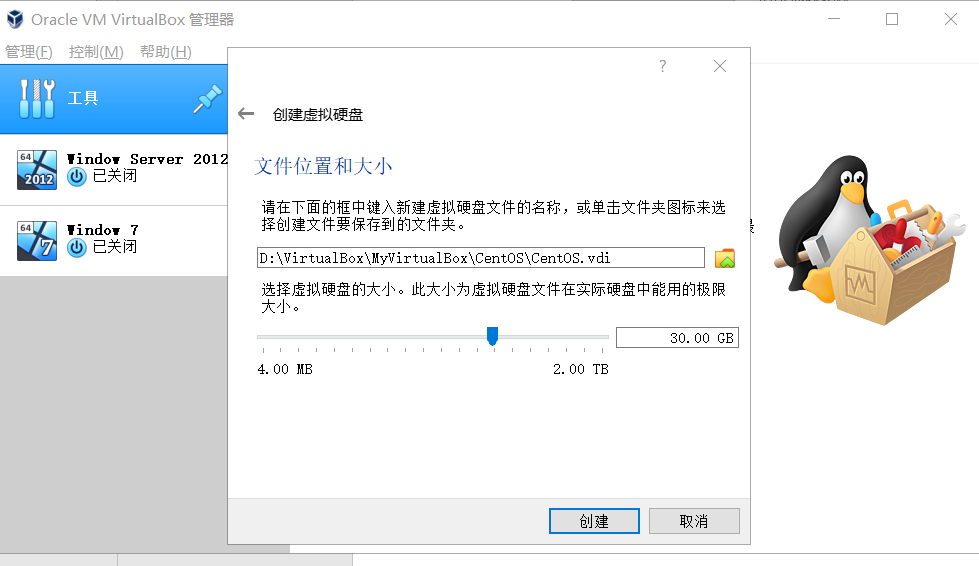 Oracle VM VirtualBox 管理器
管理(F) 控制(M) 帮助(H)
工具
64
2012
Window Server 2012
已关闭
64
7
Window 7
已关闭
?
创建虚拟硬盘
文件位置和大小
请在下面的框中键入新建虚拟硬盘文件的名称，或单击文件夹图标来选
择创建文件要保存到的文件夹。
D:\VirtualBox\MyVirtualBox\CentOS\CentOS.vdi
选择虚拟硬盘的大小。此大小为虚拟硬盘文件在实际硬盘中能用的极限
大小。
30.00 GB
4.00 MB 2.00 TB
创建 取消